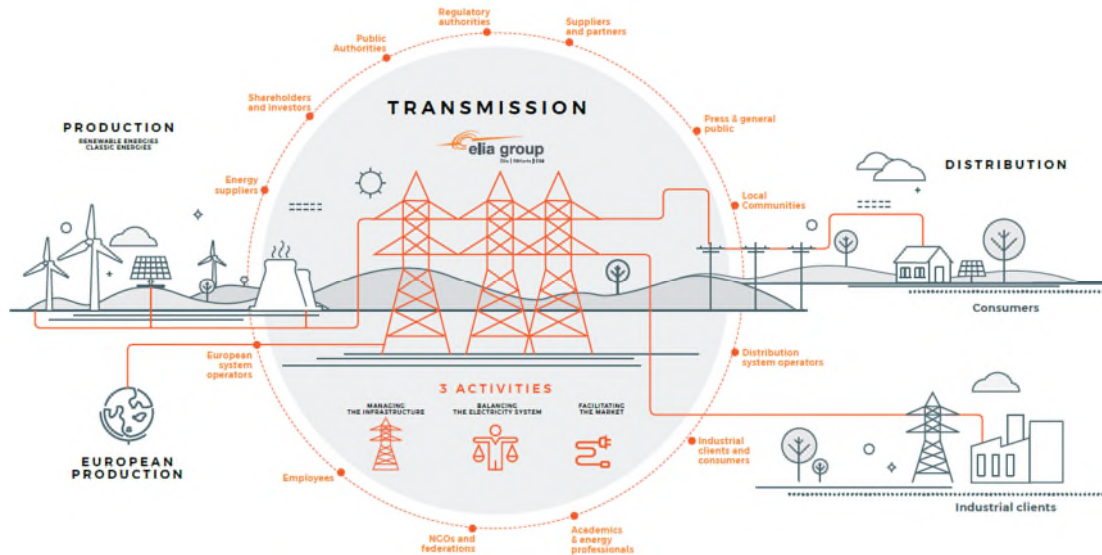 Regulatory
authorities
Suppliers
and partners
Public
Authorities
Shareholders
and investors
TRANSMISSION
elia group
Press & general
public
PRODUCTION
RENEWABLE ENERGIES
CLASSIC ENERGIES
DISTRIBUTION
Energy
suppliers
Local
Communities
Consumers
European
system
operators
Distribution
system operators
3 ACTIVITIES
MANAGING
THE INFRASTRUCTURE
BALANCING
THE ELECTRICITY SYSTEM
FACILITATING
THE MARKET
EUROPEAN
PRODUCTION
Industrial
clients and
consumers
Employees
Industrial clients
NGOs and
federations
Academics
& energy
professionals